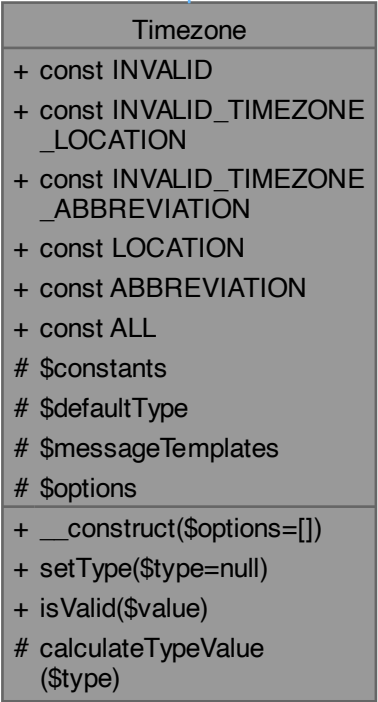 Timezone
+ const INVALID
+ const INVALID_TIMEZONE
_LOCATION
+ const INVALID_TIMEZONE
_ABBREVIATION
+ const LOCATION
+ const ABBREVIATION
+ const ALL
# $constants
# $defaultType
# $messageTemplates
# $options
+ __construct($options=[])
+ setType($type=null)
+ isValid($value)
# calculateTypeValue
($type)